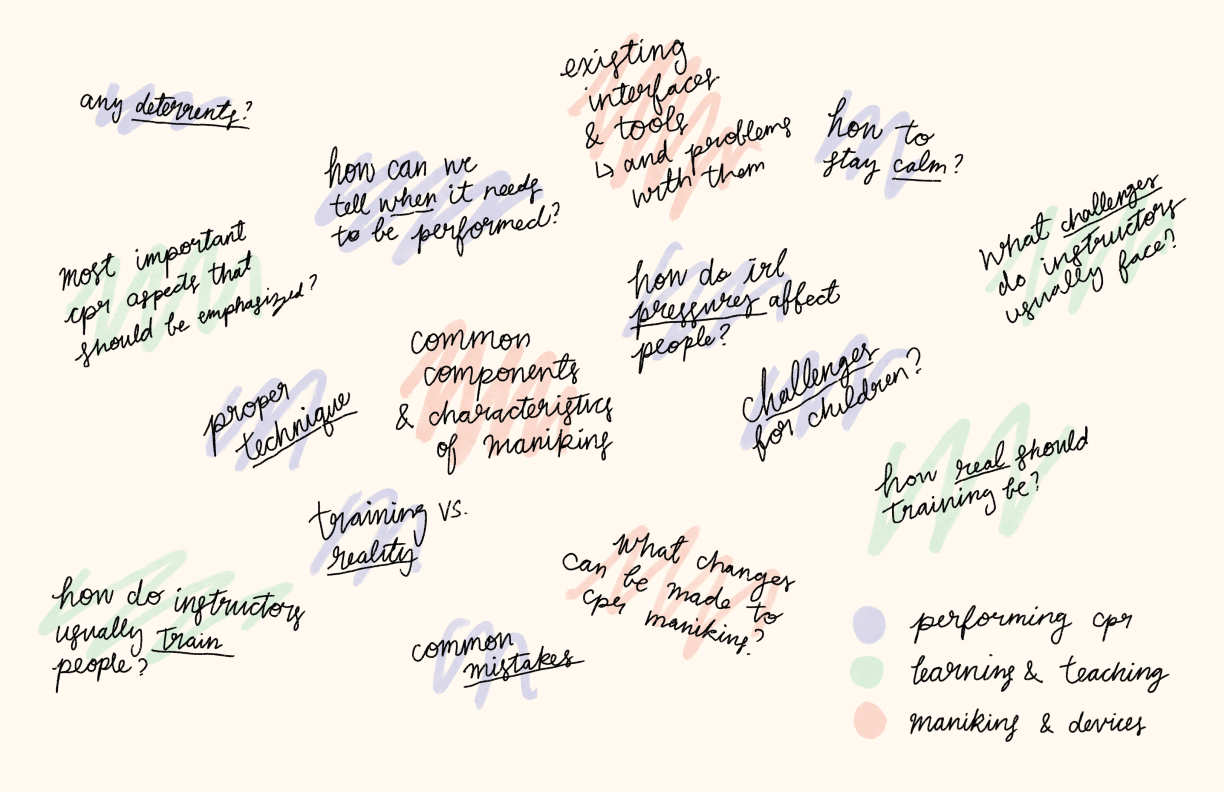 any deterrents?
existing
interfaces
& tools
↳ and problems
with them
how to
stay calm?
how can we
tell when it needs
to be performed?
What challenges
do instructors
usually face?
most important
cpr aspects that
should be emphasized?
how do irl
pressures affect
people?
common
components
& characteristics
of manikins
challenges
for children?
proper
technique
how real should
training be?
training vs.
reality
What changes
can be made to
cpr manikins?
how do instructors
usually train
people?
common
mistakes
performing cpr
learning & teaching
manikins & devices